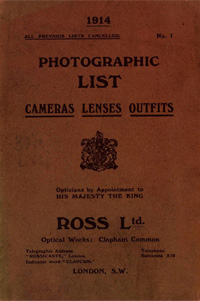 1914
ALL PREVIOUS LISTS CANCELLED.
No. 1
PHOTOGRAPHIC
LIST
CAMERAS LENSES OUTFITS
Opticians by Appointment to
HIS MAJESTY THE KING
ROSS Ltd.
Optical Works: Clapham Common
Telegraphic Address
London.
Telephone
Battersea
LONDON, S.W.